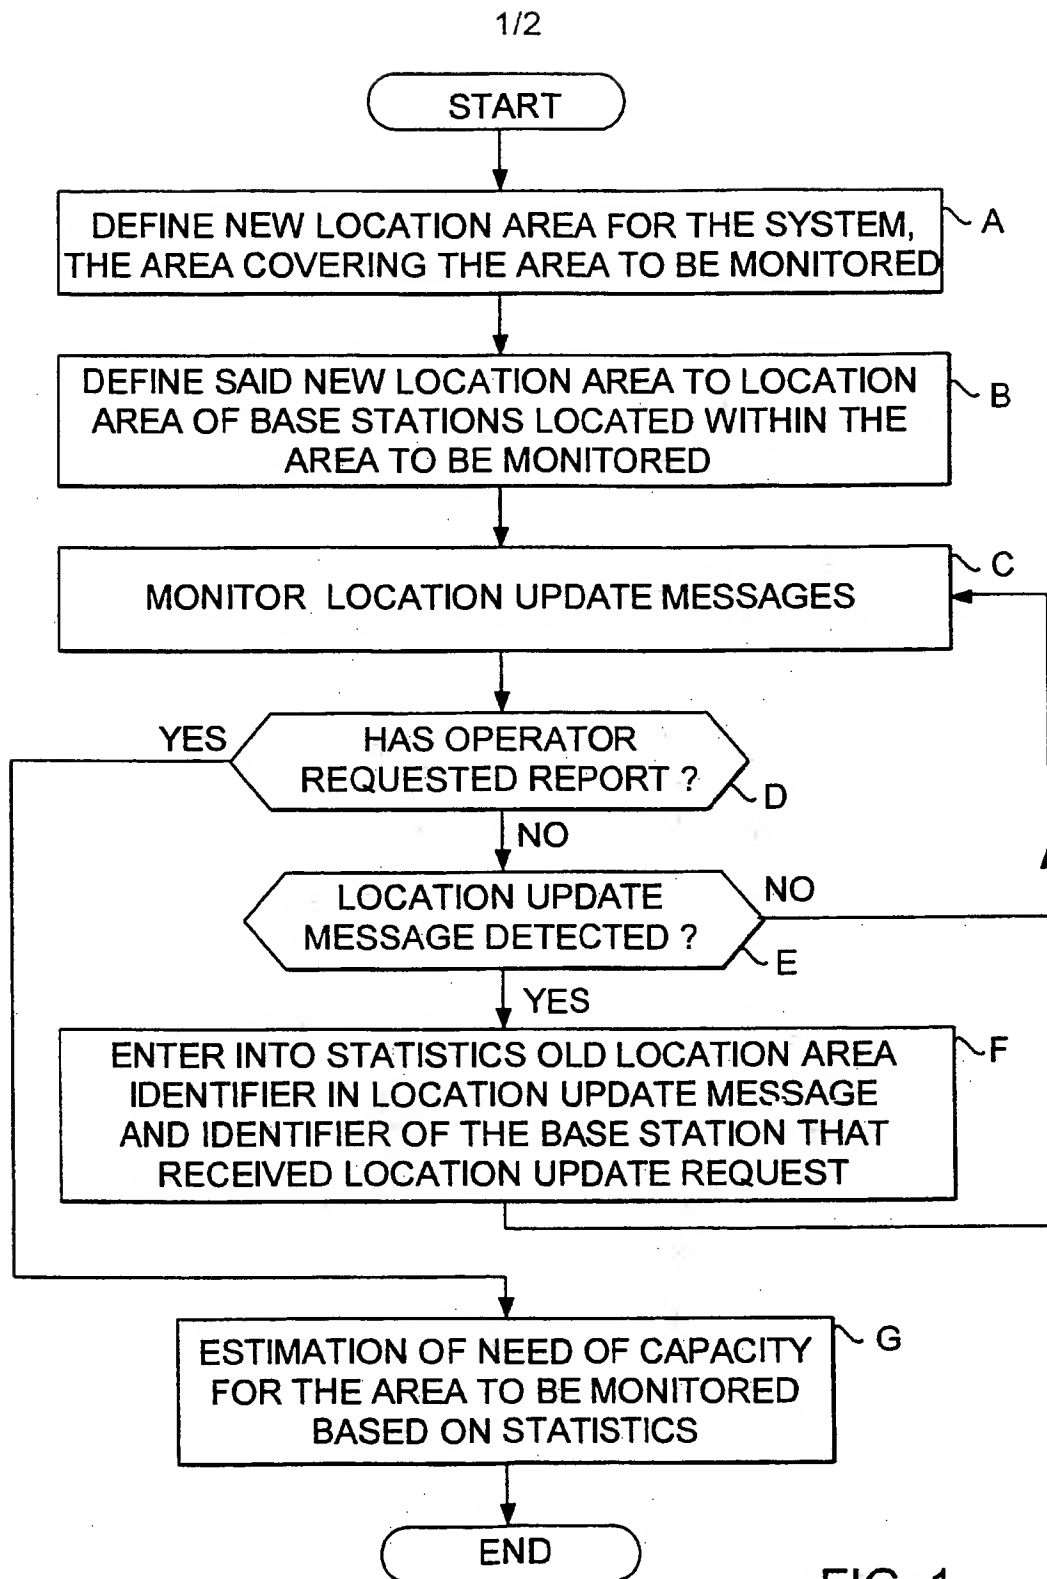 1/2
START
DEFINE NEW LOCATION AREA FOR THE SYSTEM,
THE AREA COVERING THE AREA TO BE MONITORED
A
DEFINE SAID NEW LOCATION AREA TO LOCATION
AREA OF BASE STATIONS LOCATED WITHIN THE
AREA TO BE MONITORED
B
MONITOR LOCATION UPDATE MESSAGES
C
YES
HAS OPERATOR
REQUESTED REPORT ?
D
NO
LOCATION UPDATE
MESSAGE DETECTED ?
NO
E
YES
ENTER INTO STATISTICS OLD LOCATION AREA
IDENTIFIER IN LOCATION UPDATE MESSAGE
AND IDENTIFIER OF THE BASE STATION THAT
RECEIVED LOCATION UPDATE REQUEST
F
ESTIMATION OF NEED OF CAPACITY
FOR THE AREA TO BE MONITORED
BASED ON STATISTICS
G
END
FIG. 1